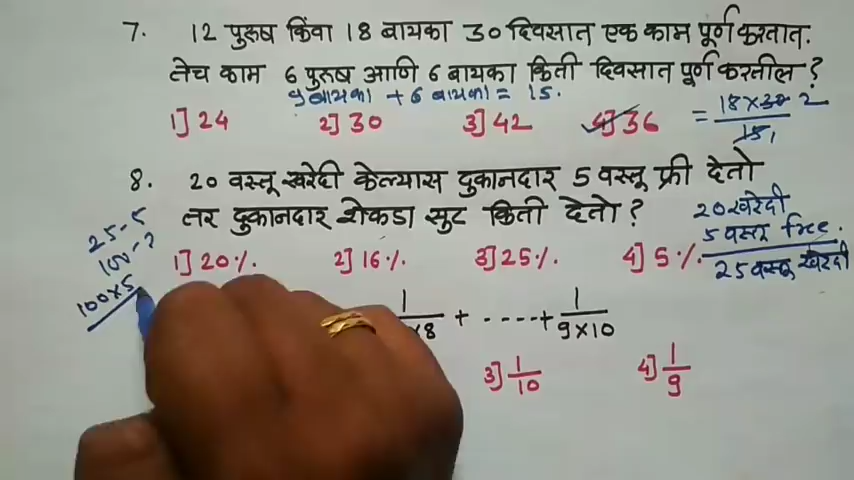 7. 12 पुरुष किंवा 18 बायका 30 दिवसात एक काम पूर्ण करतात.
तेच काम 6 पुरुष आणि 6 बायका किती दिवसात पूर्ण करतील ?
9 बायका + 6 बायका = 15.
1] 24 2] 30 3] 42 4] 36
= 18×30 2 / 15,
8. 20 वस्तू खरेदी केल्यास दुकानदार 5 वस्तू फ्री देतो
तर दुकानदार शेकडा सुट किती देतो ?
20 खरेदी
5 वस्तू free.
25 वस्तू खरेदी
25 - 5
100 - ?
100×5
1] 20%. 2] 16%. 3] 25%. 4] 5%.
+ ..... + 1/9×10
3] 1/10 4] 1/9